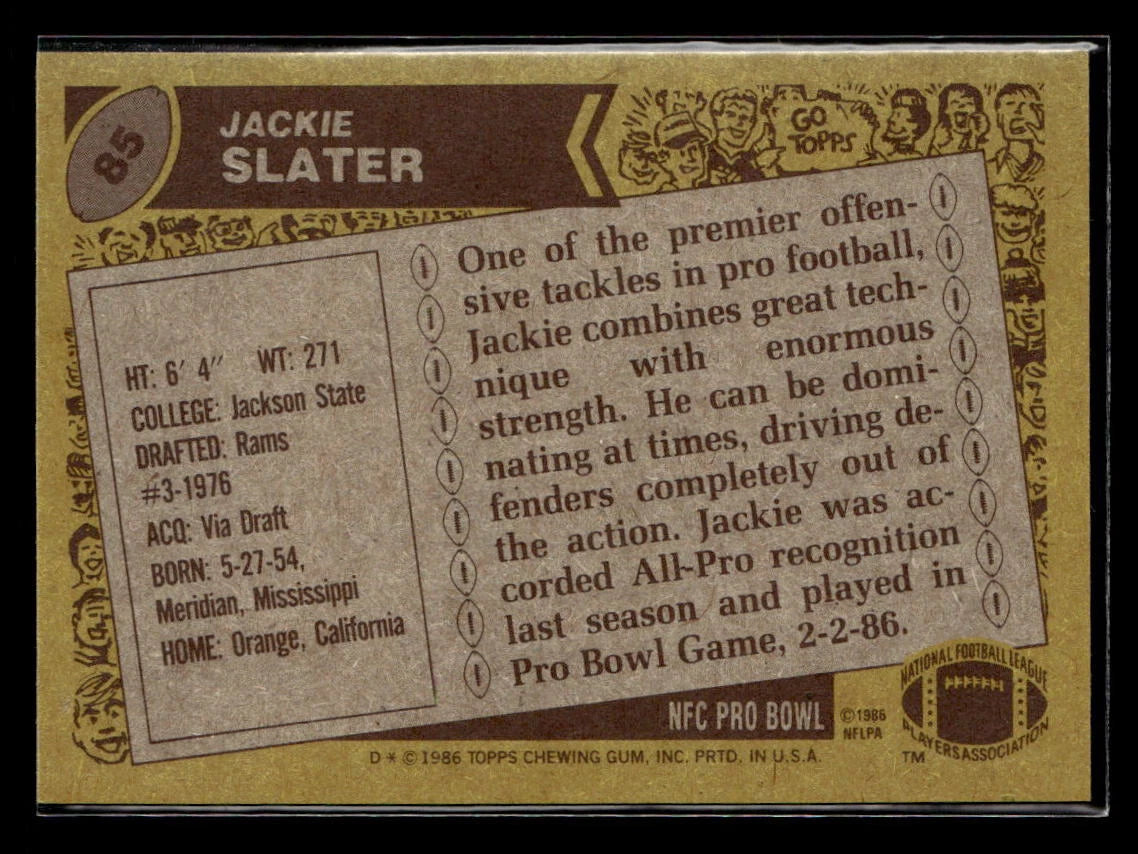 85
JACKIE
SLATER
GO
TOPPS
HT: 6' 4" WT: 271
COLLEGE: Jackson State
DRAFTED: Rams
#3-1976
ACQ: Via Draft
BORN: 5-27-54,
Meridian, Mississippi
HOME: Orange, California
One of the premier offen-
sive tackles in pro football,
Jackie combines great tech-
nique with enormous
strength. He can be domi-
nating at times, driving de-
fenders completely out of
the action. Jackie was ac-
corded All-Pro recognition
last season and played in
Pro Bowl Game, 2-2-86.
NFC PRO BOWL
©1986
NFLPA
NATIONAL FOOTBALL LEAGUE
PLAYERS ASSOCIATION
TM
D * © 1986 TOPPS CHEWING GUM, INC. PRTD. IN U.S.A.